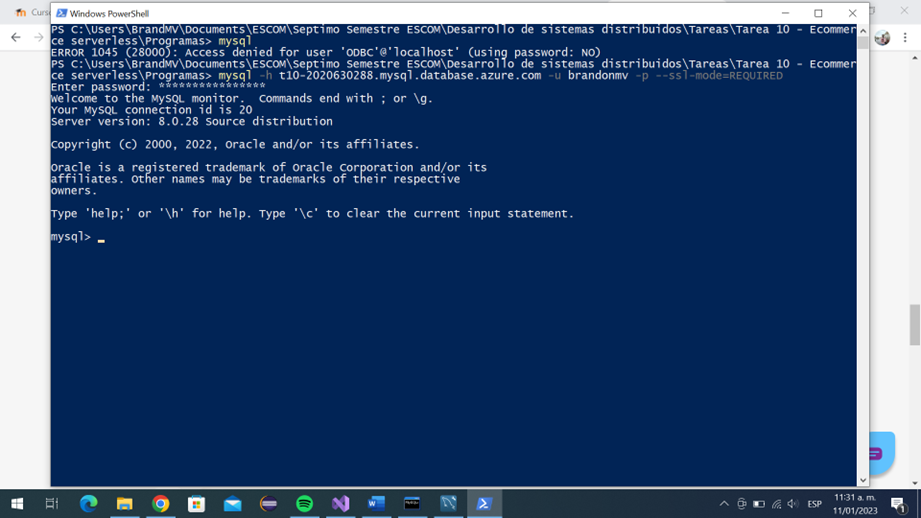 Curs
Windows PowerShell
PS C:\Users\BrandMV\Documents\ESCOM\Septimo Semestre ESCOM\Desarrollo de sistemas distribuidos\Tareas\Tarea 10 - Ecommer
ce serverless\Programas> mysql
ERROR 1045 (28000): Access denied for user 'ODBC'@'localhost' (using password: NO)
PS C:\Users\BrandMV\Documents\ESCOM\Septimo Semestre ESCOM\Desarrollo de sistemas distribuidos\Tareas\Tarea 10 - Ecommer
ce serverless\Programas> mysql -h t10-2020630288.mysql.database.azure.com -u brandonmv -p --ssl-mode=REQUIRED
Enter password: ****************
Welcome to the MySQL monitor.  Commands end with ; or \g.
Your MySQL connection id is 20
Server version: 8.0.28 Source distribution
Copyright (c) 2000, 2022, Oracle and/or its affiliates.
Oracle is a registered trademark of Oracle Corporation and/or its
affiliates. Other names may be trademarks of their respective
owners.
Type 'help;' or '\h' for help. Type '\c' to clear the current input statement.
mysql> _
ESP
11:31 a. m.
11/01/2023
1